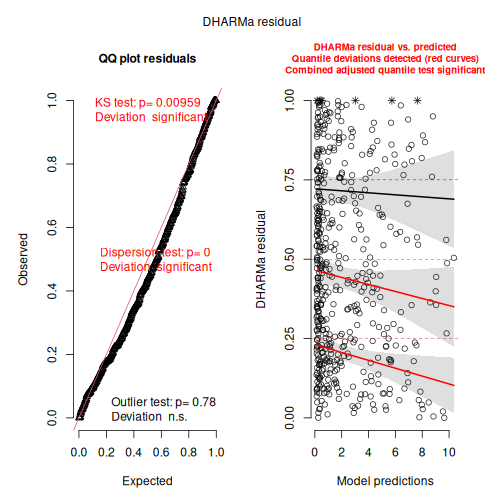 DHARMa residual
QQ plot residuals
KS test: p= 0.00959
Deviation significant
Dispersion test: p= 0
Deviation significant
Outlier test: p= 0.78
Deviation n.s.
Observed
0.0 0.2 0.4 0.6 0.8 1.0
0.0 0.2 0.4 0.6 0.8 1.0
Expected
DHARMa residual vs. predicted
Quantile deviations detected (red curves)
Combined adjusted quantile test significant
DHARMa residual
0.00 0.25 0.50 0.75 1.00
0 2 4 6 8 10
Model predictions